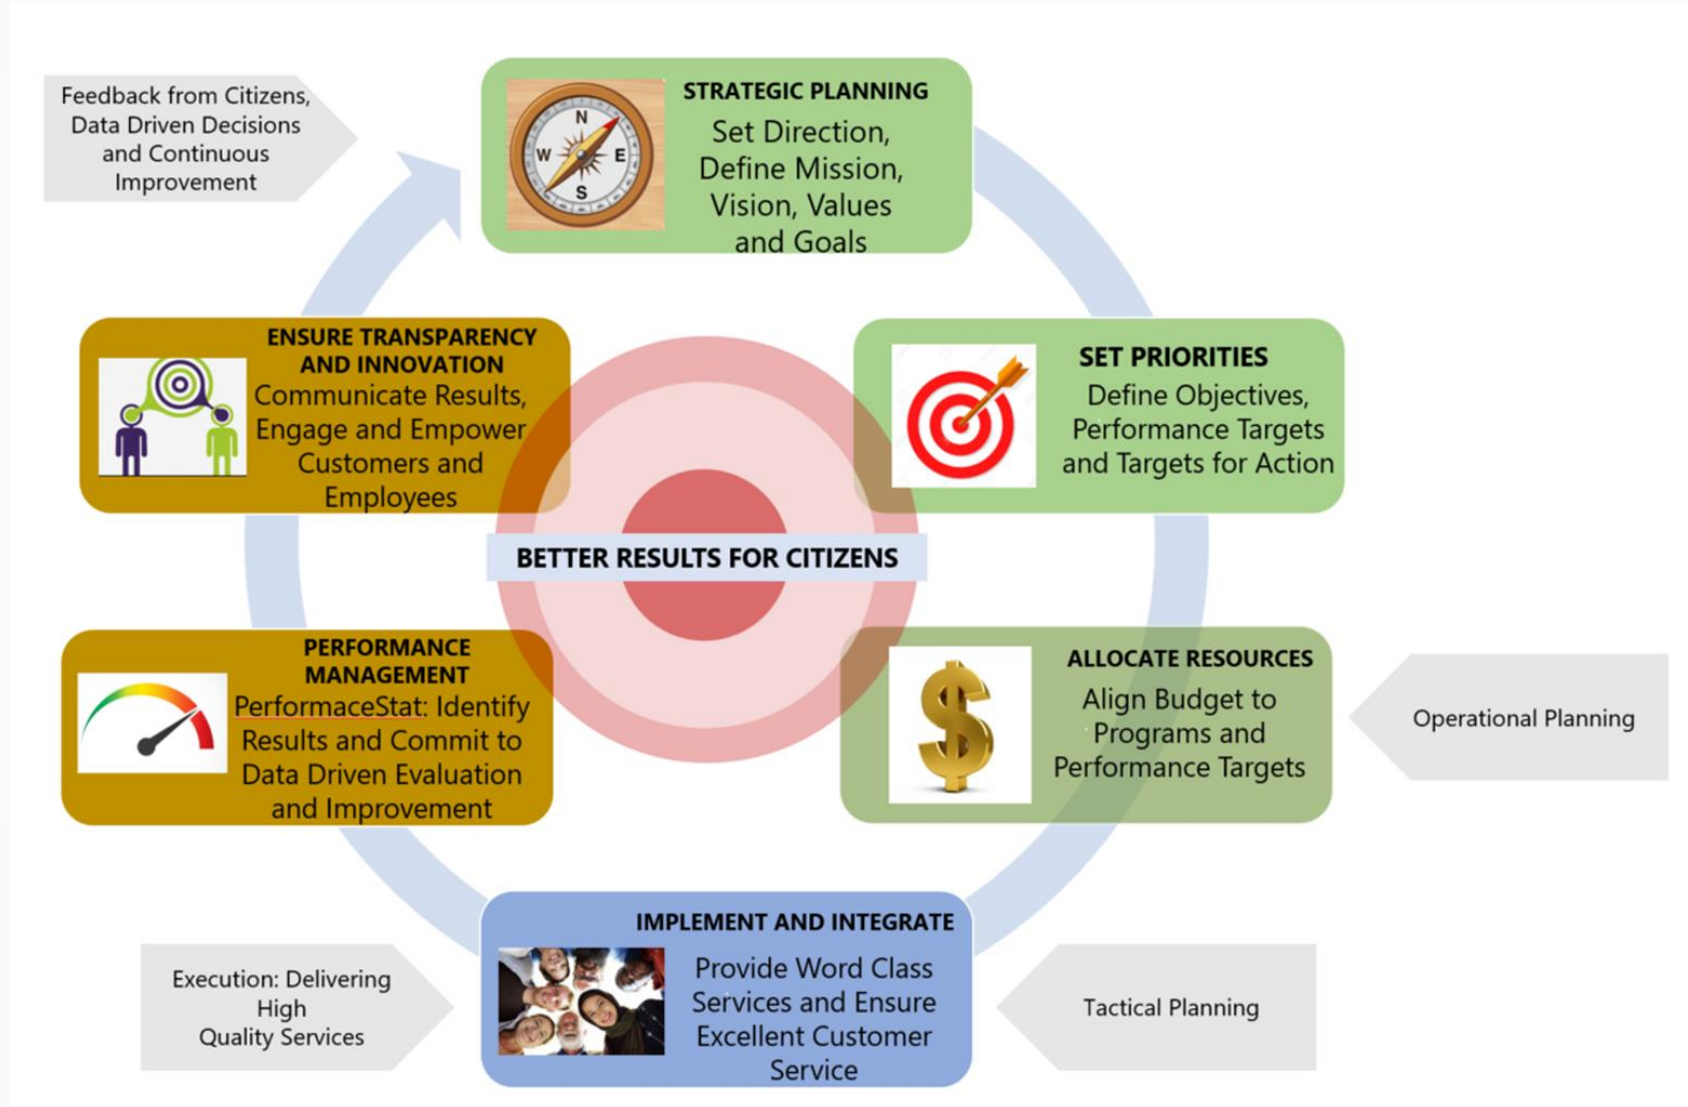 Feedback from Citizens,
Data Driven Decisions
and Continuous
Improvement
STRATEGIC PLANNING
Set Direction,
Define Mission,
Vision, Values
and Goals
N
W
E
S
ENSURE TRANSPARENCY
AND INNOVATION
Communicate Results,
Engage and Empower
Customers and
Employees
SET PRIORITIES
Define Objectives,
Performance Targets
and Targets for Action
BETTER RESULTS FOR CITIZENS
PERFORMANCE
MANAGEMENT
PerformaceStat: Identify
Results and Commit to
Data Driven Evaluation
and Improvement
ALLOCATE RESOURCES
Align Budget to
Programs and
Performance Targets
$
Operational Planning
IMPLEMENT AND INTEGRATE
Provide Word Class
Services and Ensure
Excellent Customer
Service
Execution: Delivering
High
Quality Services
Tactical Planning